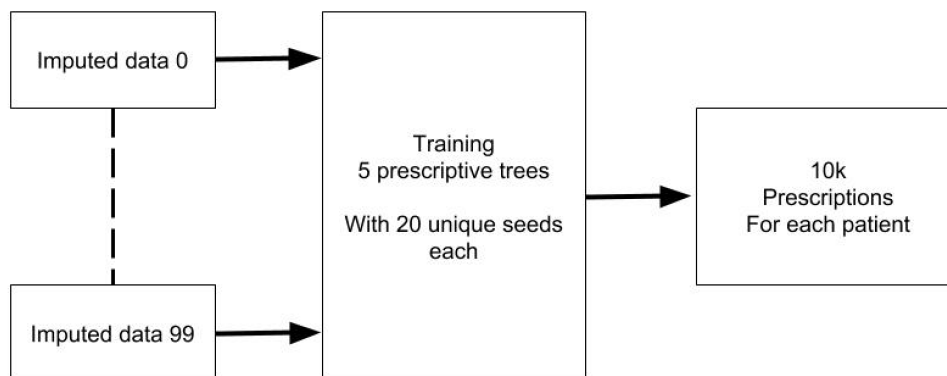 Imputed data 0
Training
5 prescriptive trees
With 20 unique seeds
each
10k
Prescriptions
For each patient
Imputed data 99